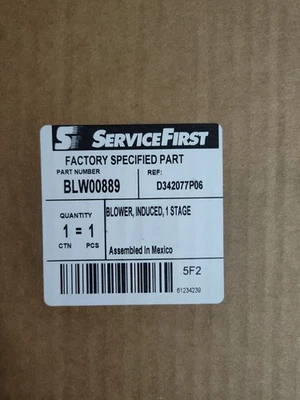 SERVICEFIRST
FACTORY SPECIFIED PART
PART NUMBER REF:
BLW00889 D342077P06
QUANTITY BLOWER, INDUCED, 1 STAGE
1 = 1
CTN PCS Assembled in Mexico
5F2
61234239